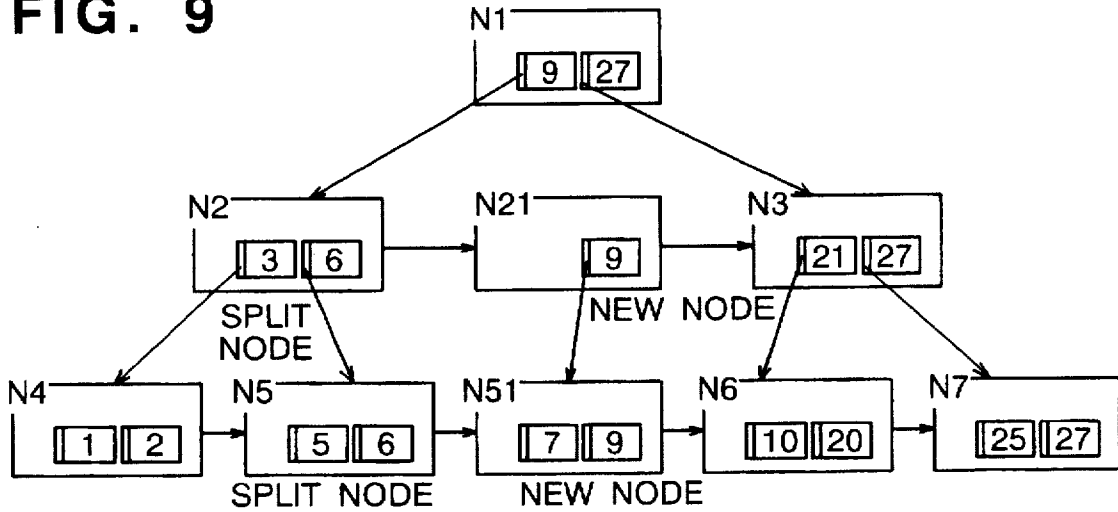 FIG. 9
N1
9 27
N2 N21 N3
3 6 9 21 27
SPLIT NODE
NEW NODE
N4 N5 N51 N6 N7
1 2 5 6 7 9 10 20 25 27
SPLIT NODE NEW NODE